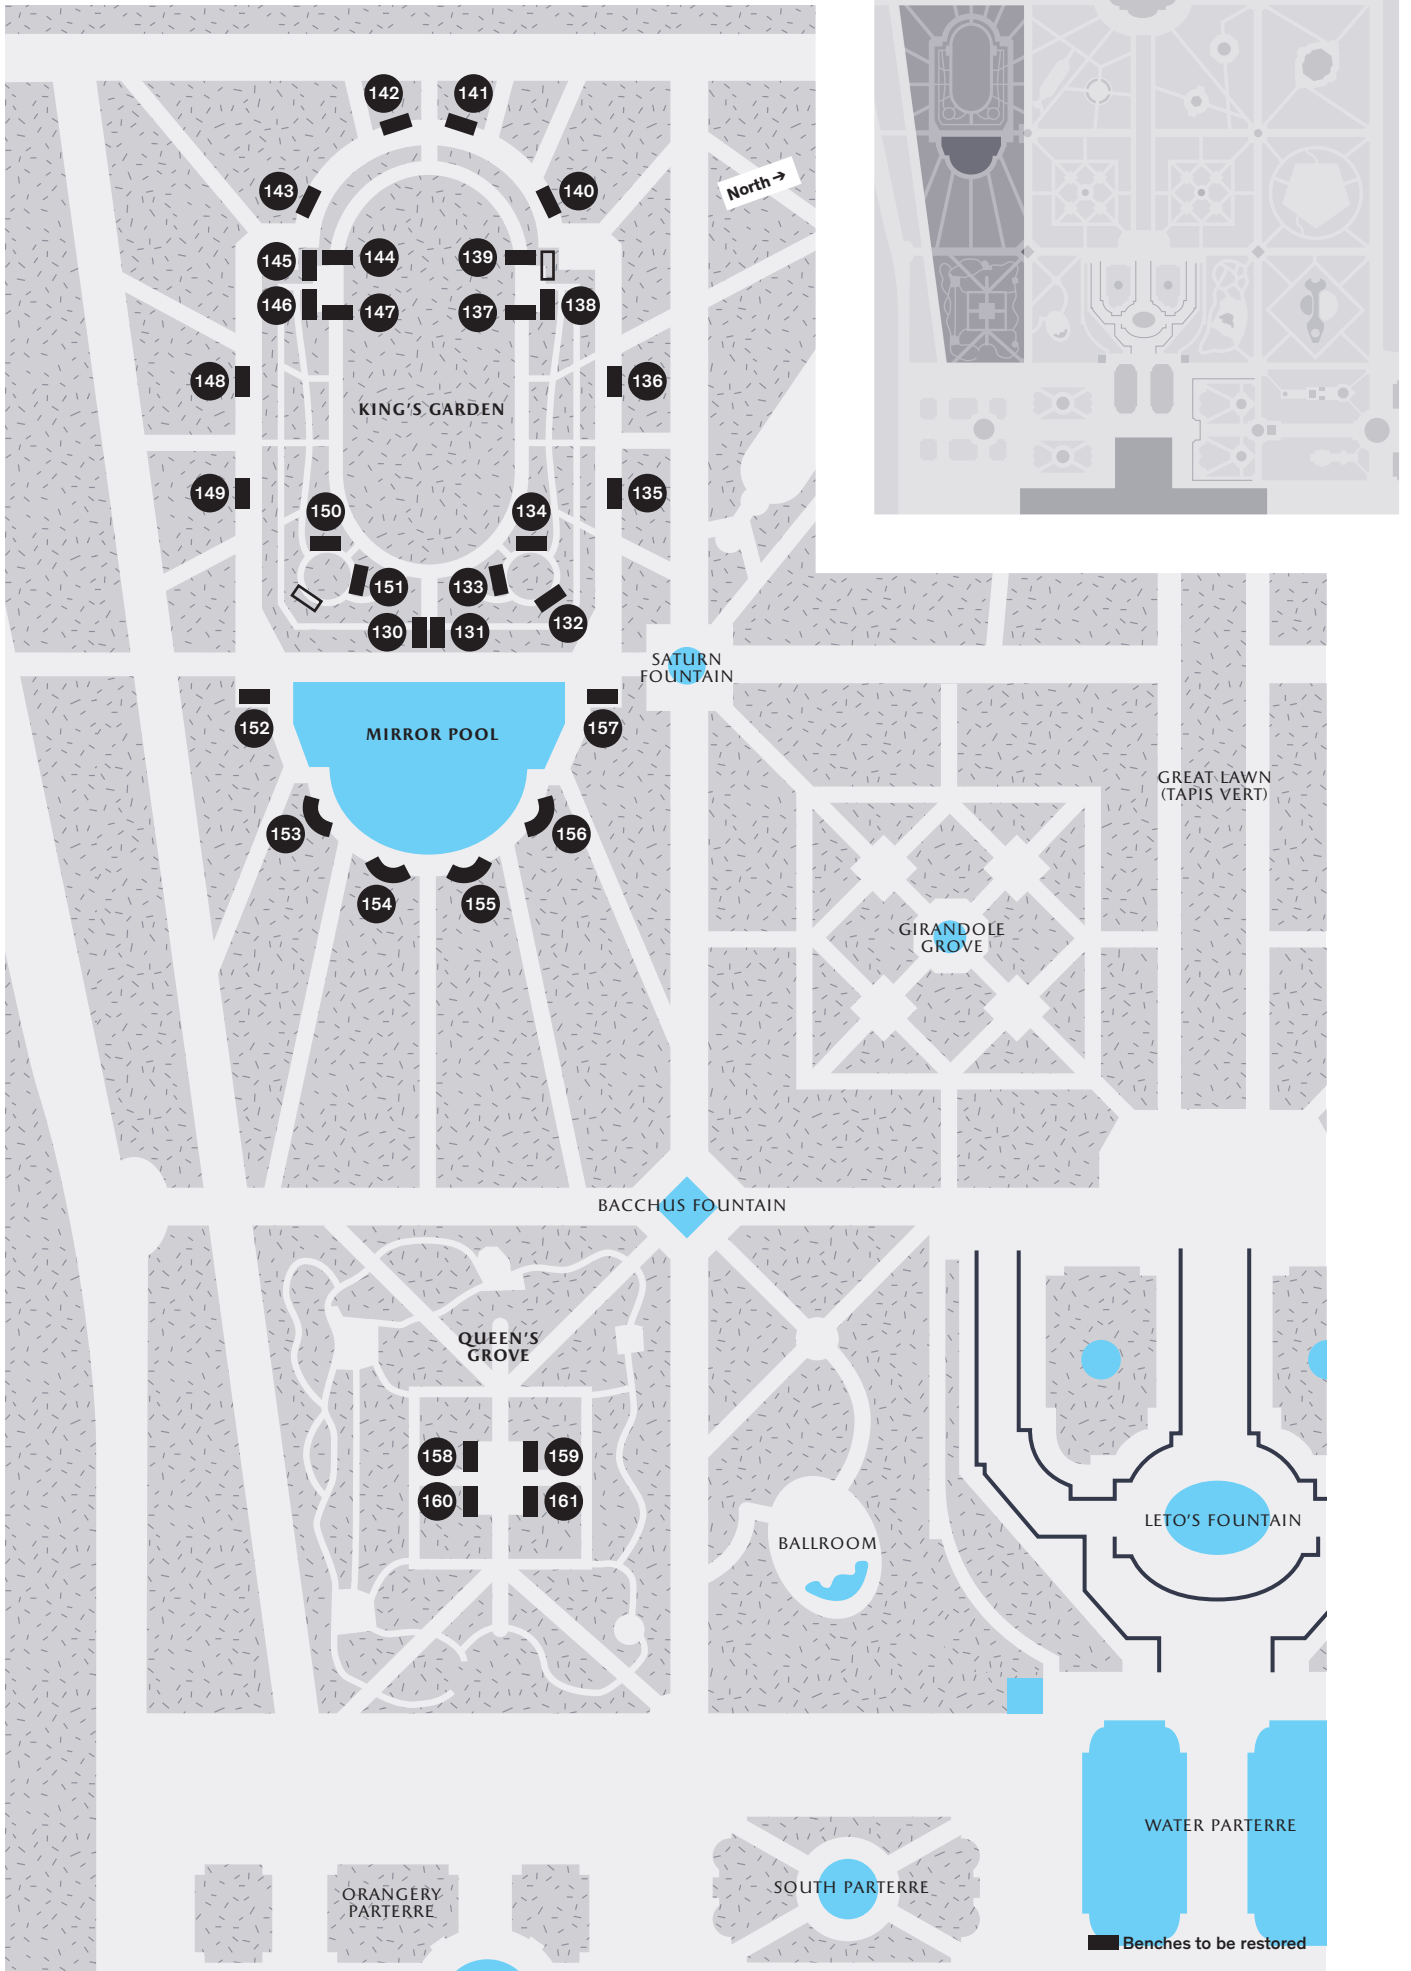 142
141
143
140
North →
145
144
139
146
147
137
138
148
136
KING'S GARDEN
149
135
150
134
151
133
132
130
131
SATURN
FOUNTAIN
152
157
MIRROR POOL
GREAT LAWN
(TAPIS VERT)
153
156
154
155
GIRANDOLE
GROVE
BACCHUS FOUNTAIN
QUEEN'S
GROVE
158
159
160
161
LETO'S FOUNTAIN
BALLROOM
WATER PARTERRE
SOUTH PARTERRE
ORANGERY
PARTERRE
Benches to be restored